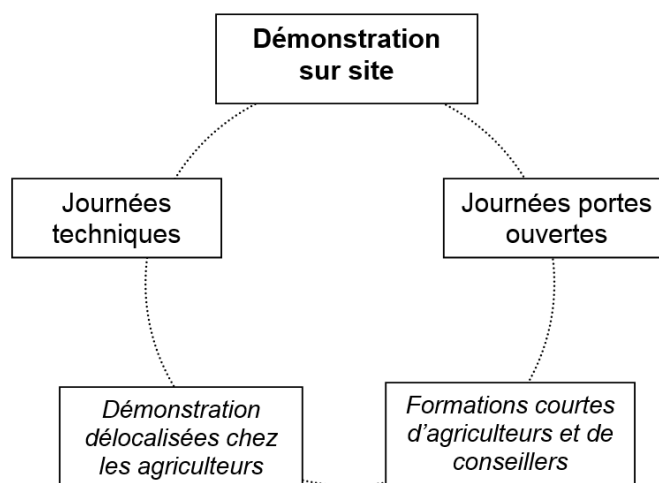 Démonstration
sur site
Journées
techniques
Journées portes
ouvertes
Démonstration
délocalisées chez
les agriculteurs
Formations courtes
d’agriculteurs et de
conseillers